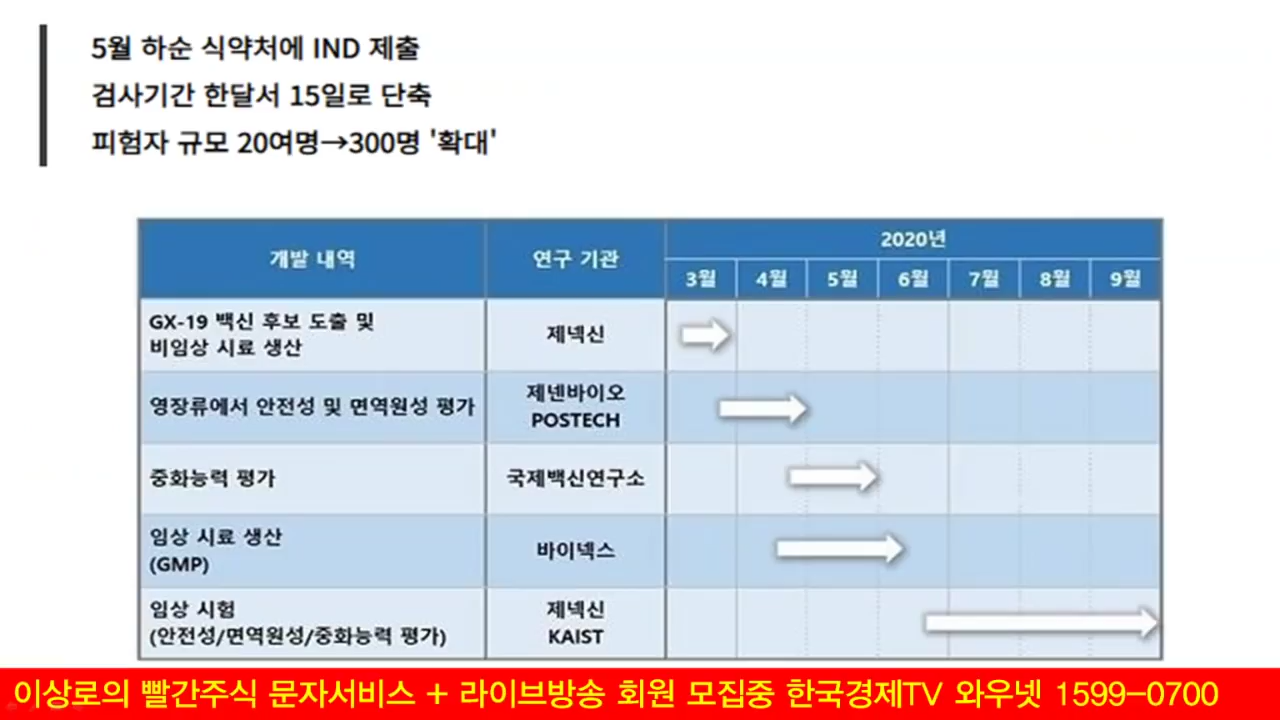 5월 하순 식약처에 IND 제출
검사기간 한달서 15일로 단축
피험자 규모 20여명→300명 '확대'
개발 내역
연구 기관
2020년
3월
4월
5월
6월
7월
8월
9월
GX-19 백신 후보 도출 및
비임상 시료 생산
제넥신
영장류에서 안전성 및 면역원성 평가
제넨바이오
POSTECH
중화능력 평가
국제백신연구소
임상 시료 생산
(GMP)
바이넥스
임상 시험
(안전성/면역원성/중화능력 평가)
제넥신
KAIST
이상로의 빨간주식 문자서비스 + 라이브방송 회원 모집중 한국경제TV 와우넷 1599-0700